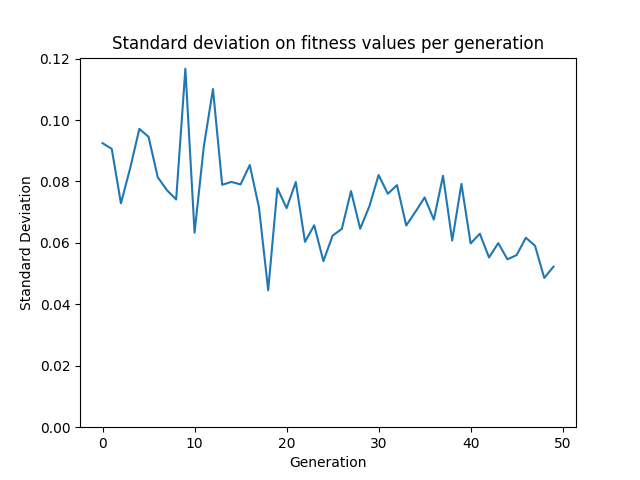 Standard deviation on fitness values per generation
0.12
0.10
0.08
0.06
0.04
0.02
0.00
Standard Deviation
0 10 20 30 40 50
Generation